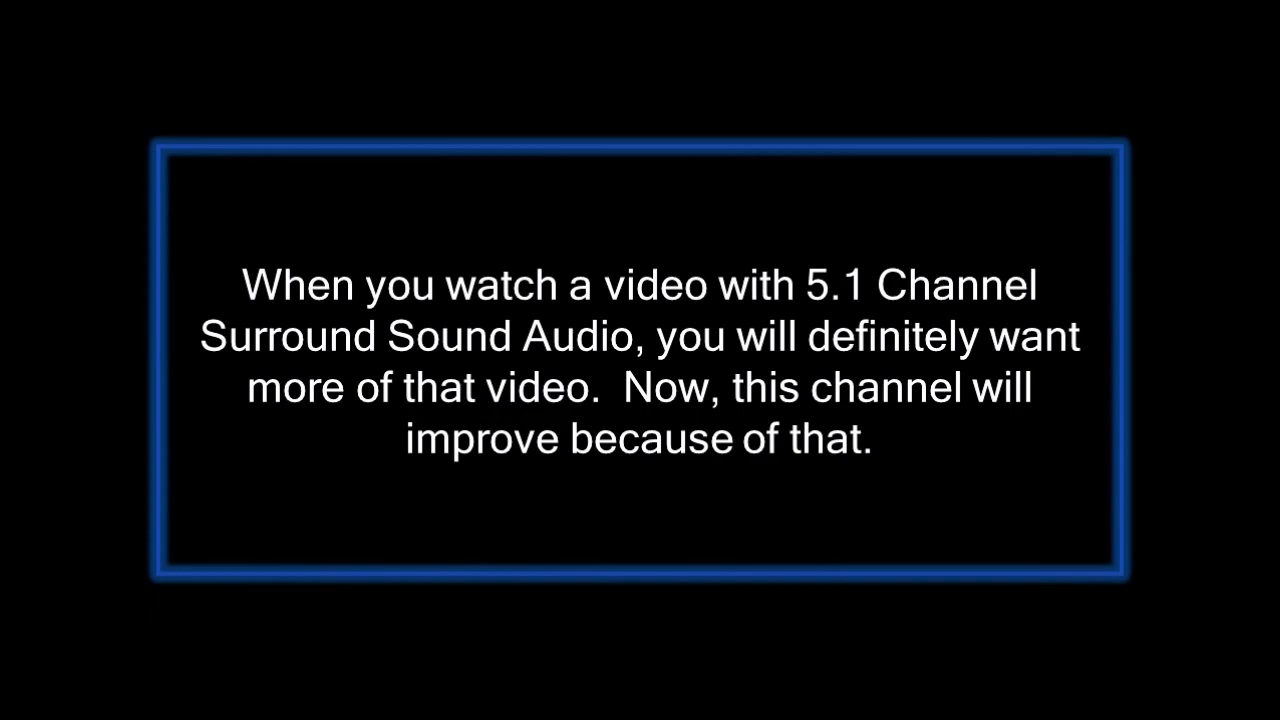 When you watch a video with 5.1 Channel
Surround Sound Audio, you will definitely want
more of that video.  Now, this channel will
improve because of that.